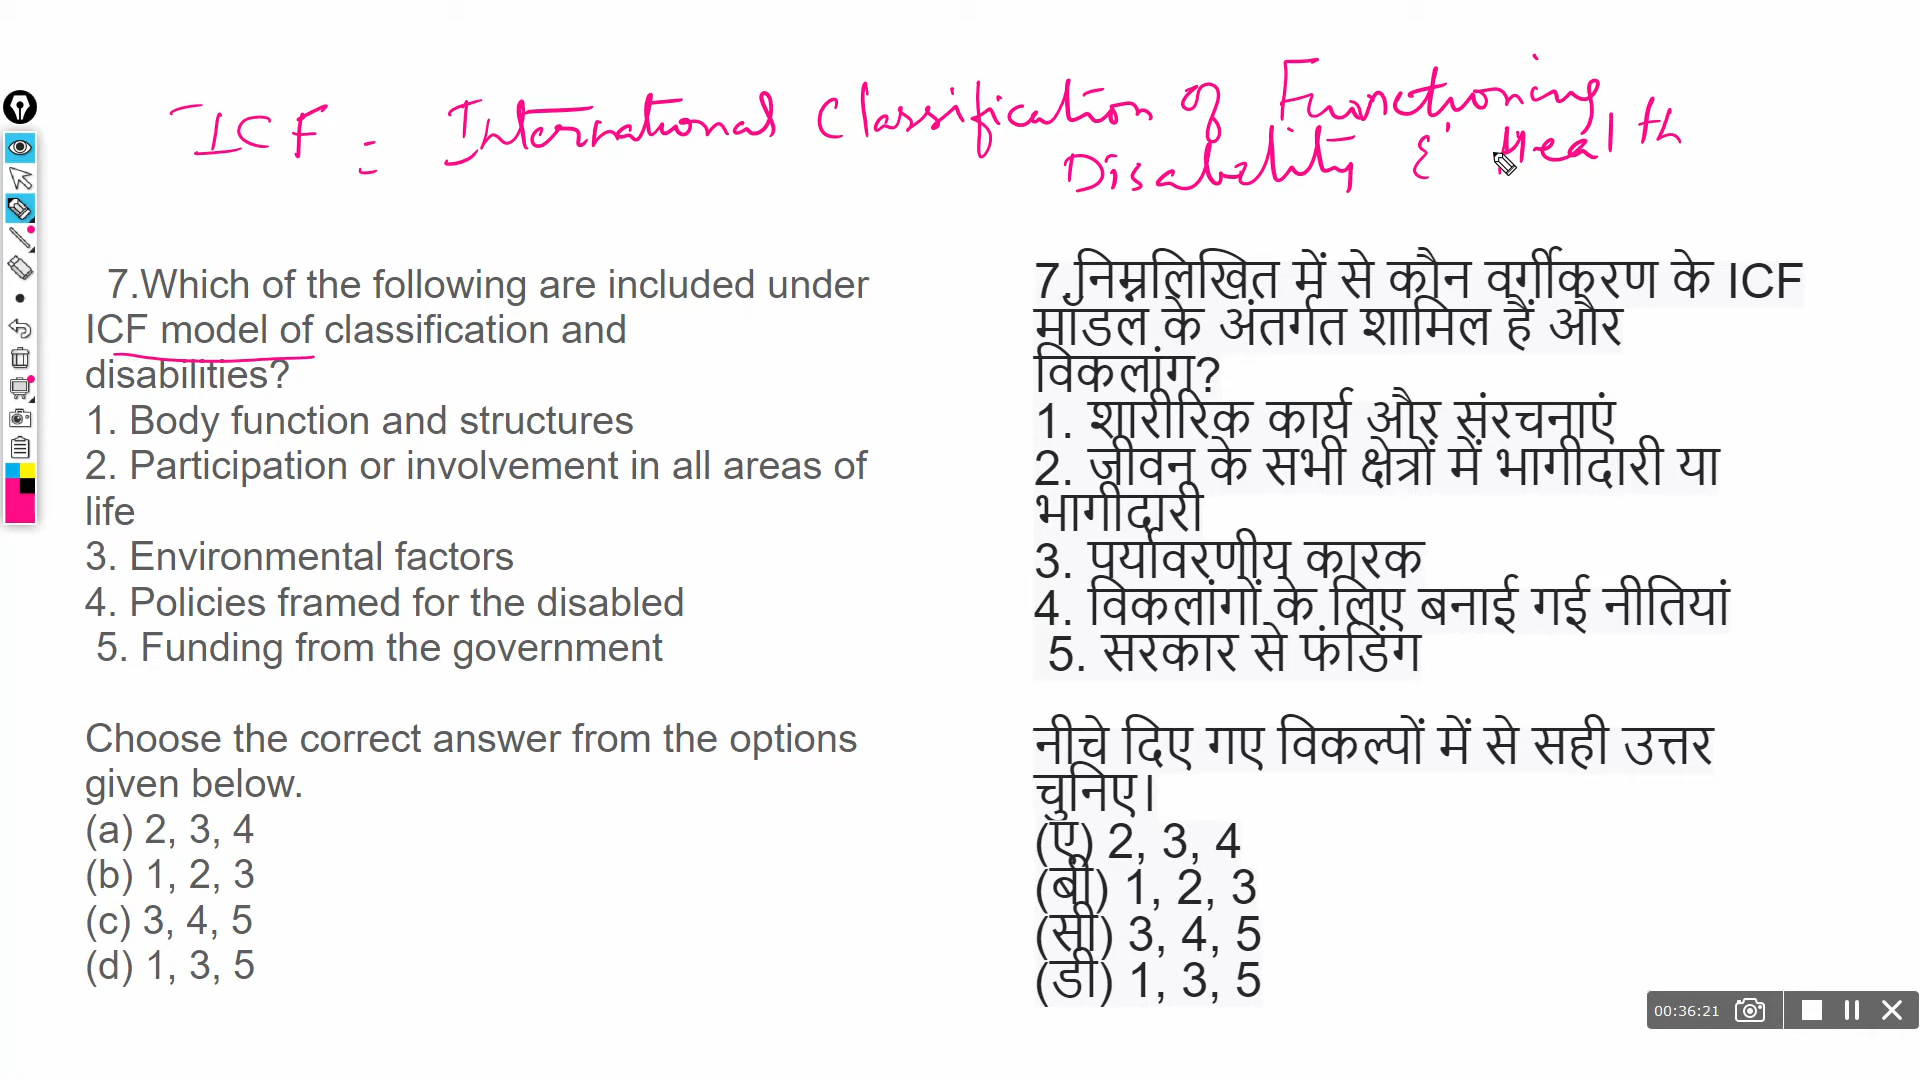 ICF = International Classification of Functioning
Disability & Health
7.Which of the following are included under
ICF model of classification and
disabilities?
1. Body function and structures
2. Participation or involvement in all areas of
life
3. Environmental factors
4. Policies framed for the disabled
5. Funding from the government
Choose the correct answer from the options
given below.
(a) 2, 3, 4
(b) 1, 2, 3
(c) 3, 4, 5
(d) 1, 3, 5
7.निम्नलिखित में से कौन वर्गीकरण के ICF
मॉडल के अंतर्गत शामिल हैं और
विकलांग?
1. शारीरिक कार्य और संरचनाएं
2. जीवन के सभी क्षेत्रों में भागीदारी या
भागीदारी
3. पर्यावरणीय कारक
4. विकलांगों के लिए बनाई गई नीतियां
5. सरकार से फंडिंग
नीचे दिए गए विकल्पों में से सही उत्तर
चुनिए।
(ए) 2, 3, 4
(बी) 1, 2, 3
(सी) 3, 4, 5
(डी) 1, 3, 5
00:36:21